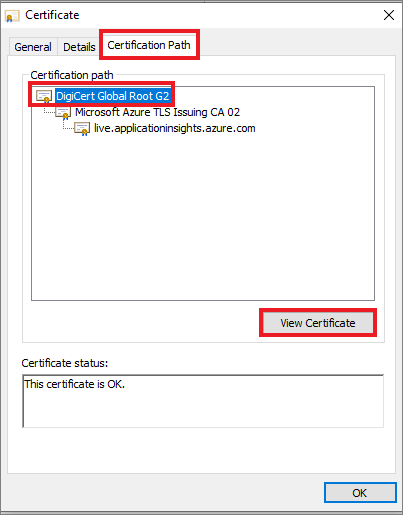 Certificate
General
Details
Certification Path
Certification path
DigiCert Global Root G2
Microsoft Azure TLS Issuing CA 02
live.applicationinsights.azure.com
View Certificate
Certificate status:
This certificate is OK.
OK